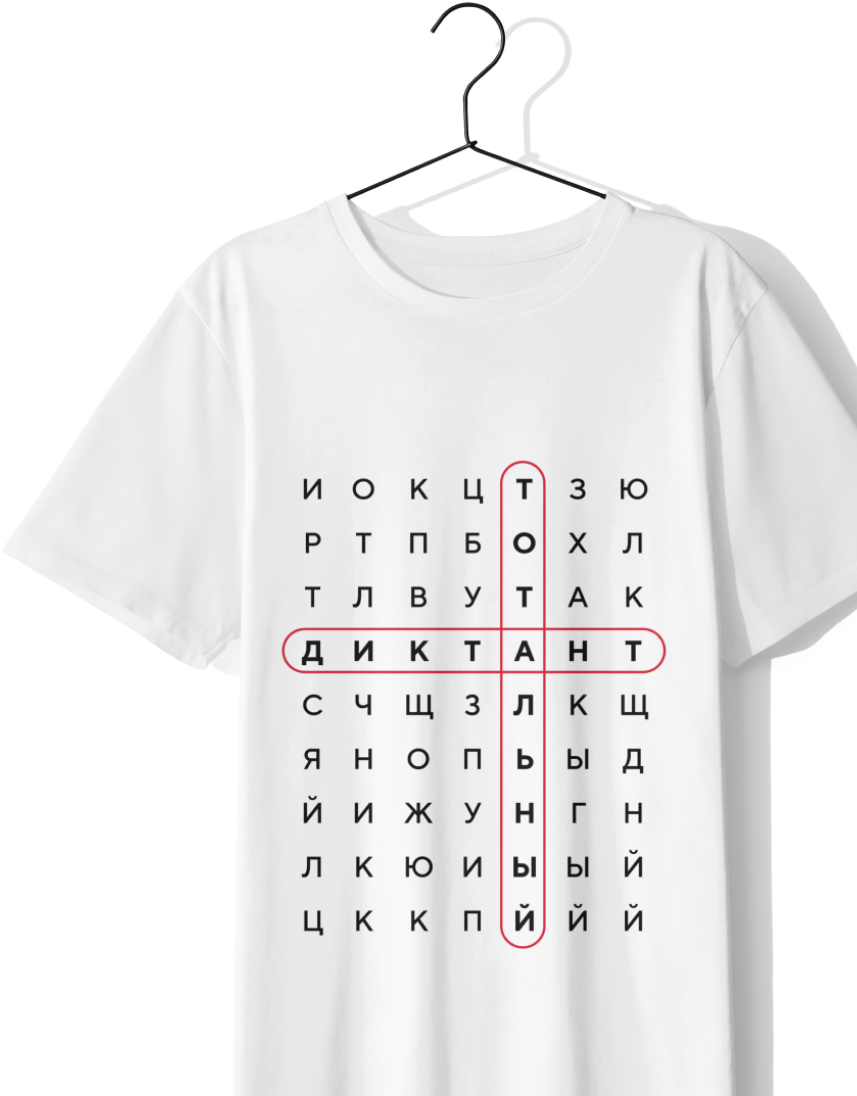 И О К Ц Т З Ю
Р Т П Б О Х Л
Т Л В У Т А К
Д И К Т А Н Т
С Ч Щ З Л К Щ
Я Н О П Ь Ы Д
Й И Ж У Н Г Н
Л К Ю И Ы Ы Й
Ц К К П Й Й Й